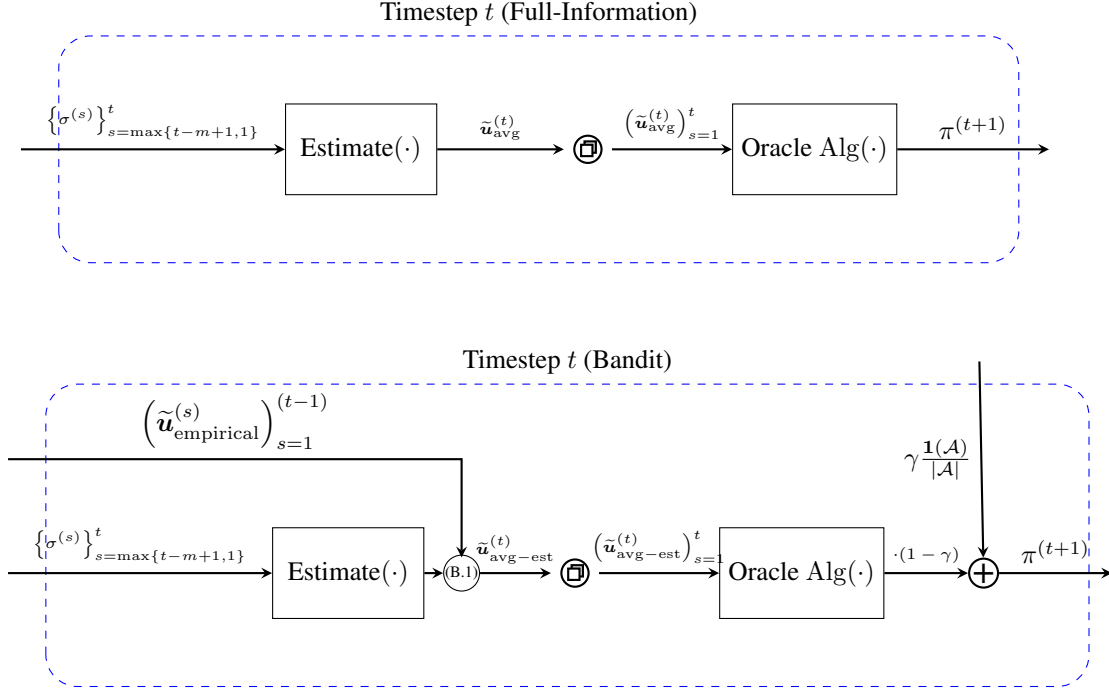 Timestep t (Full-Information)
{σ^(s)}^t_{s=max{t−m+1,1}}
Estimate(·)
ũ^(t)_avg
(ũ^(t)_avg)^t_{s=1}
Oracle Alg(·)
π^(t+1)
Timestep t (Bandit)
(ũ^(s)_empirical)^(t−1)_{s=1}
γ 1(𝒜)/|𝒜|
{σ^(s)}^t_{s=max{t−m+1,1}}
Estimate(·)
(B.1)
ũ^(t)_avg−est
(ũ^(t)_avg−est)^t_{s=1}
Oracle Alg(·)
·(1 − γ)
+
π^(t+1)